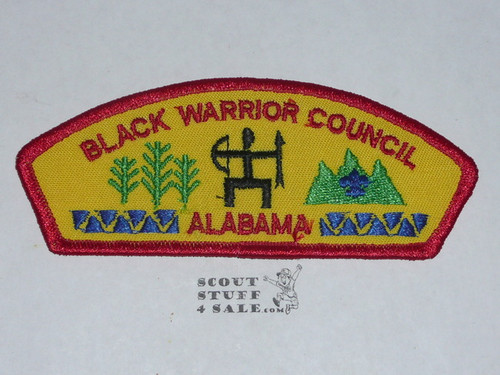 BLACK WARRIOR COUNCIL
ALABAMA
SCOUT
STUFF
4 SALE.com